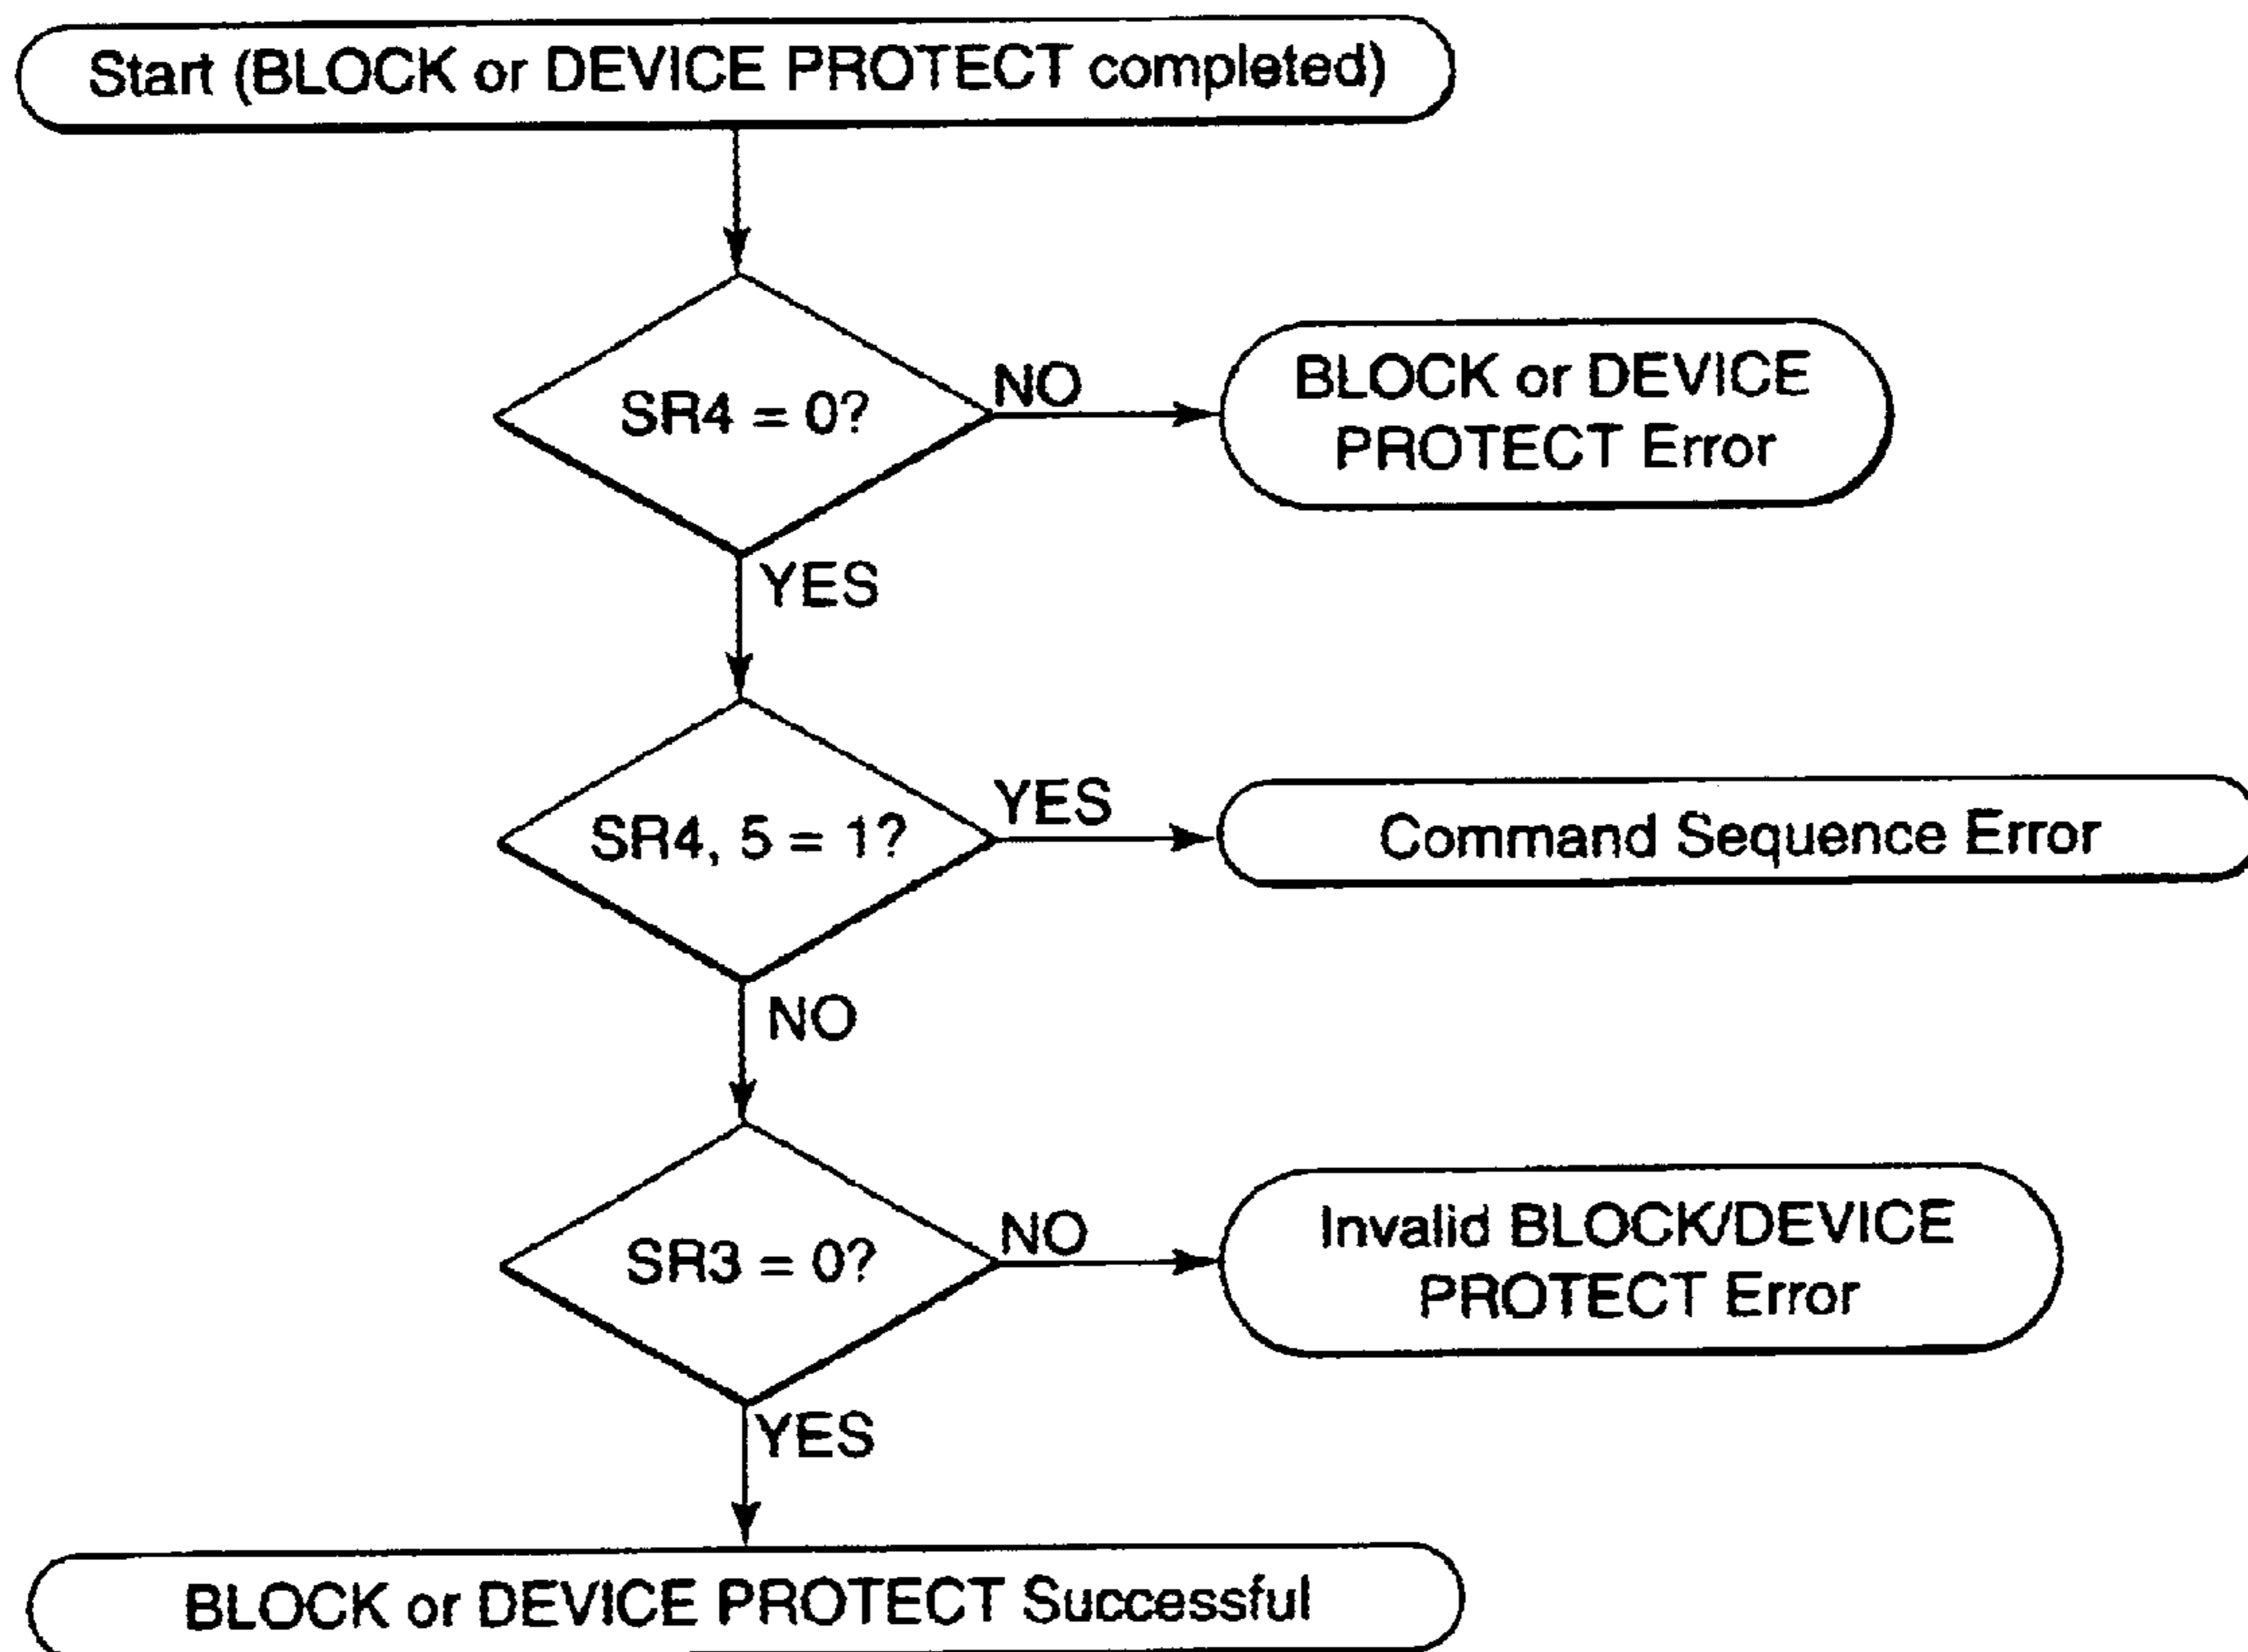 Start (BLOCK or DEVICE PROTECT completed)
SR4 = 0?
NO
BLOCK or DEVICE
PROTECT Error
YES
SR4, 5 = 1?
YES
Command Sequence Error
NO
SR3 = 0?
NO
Invalid BLOCK/DEVICE
PROTECT Error
YES
BLOCK or DEVICE PROTECT Successful